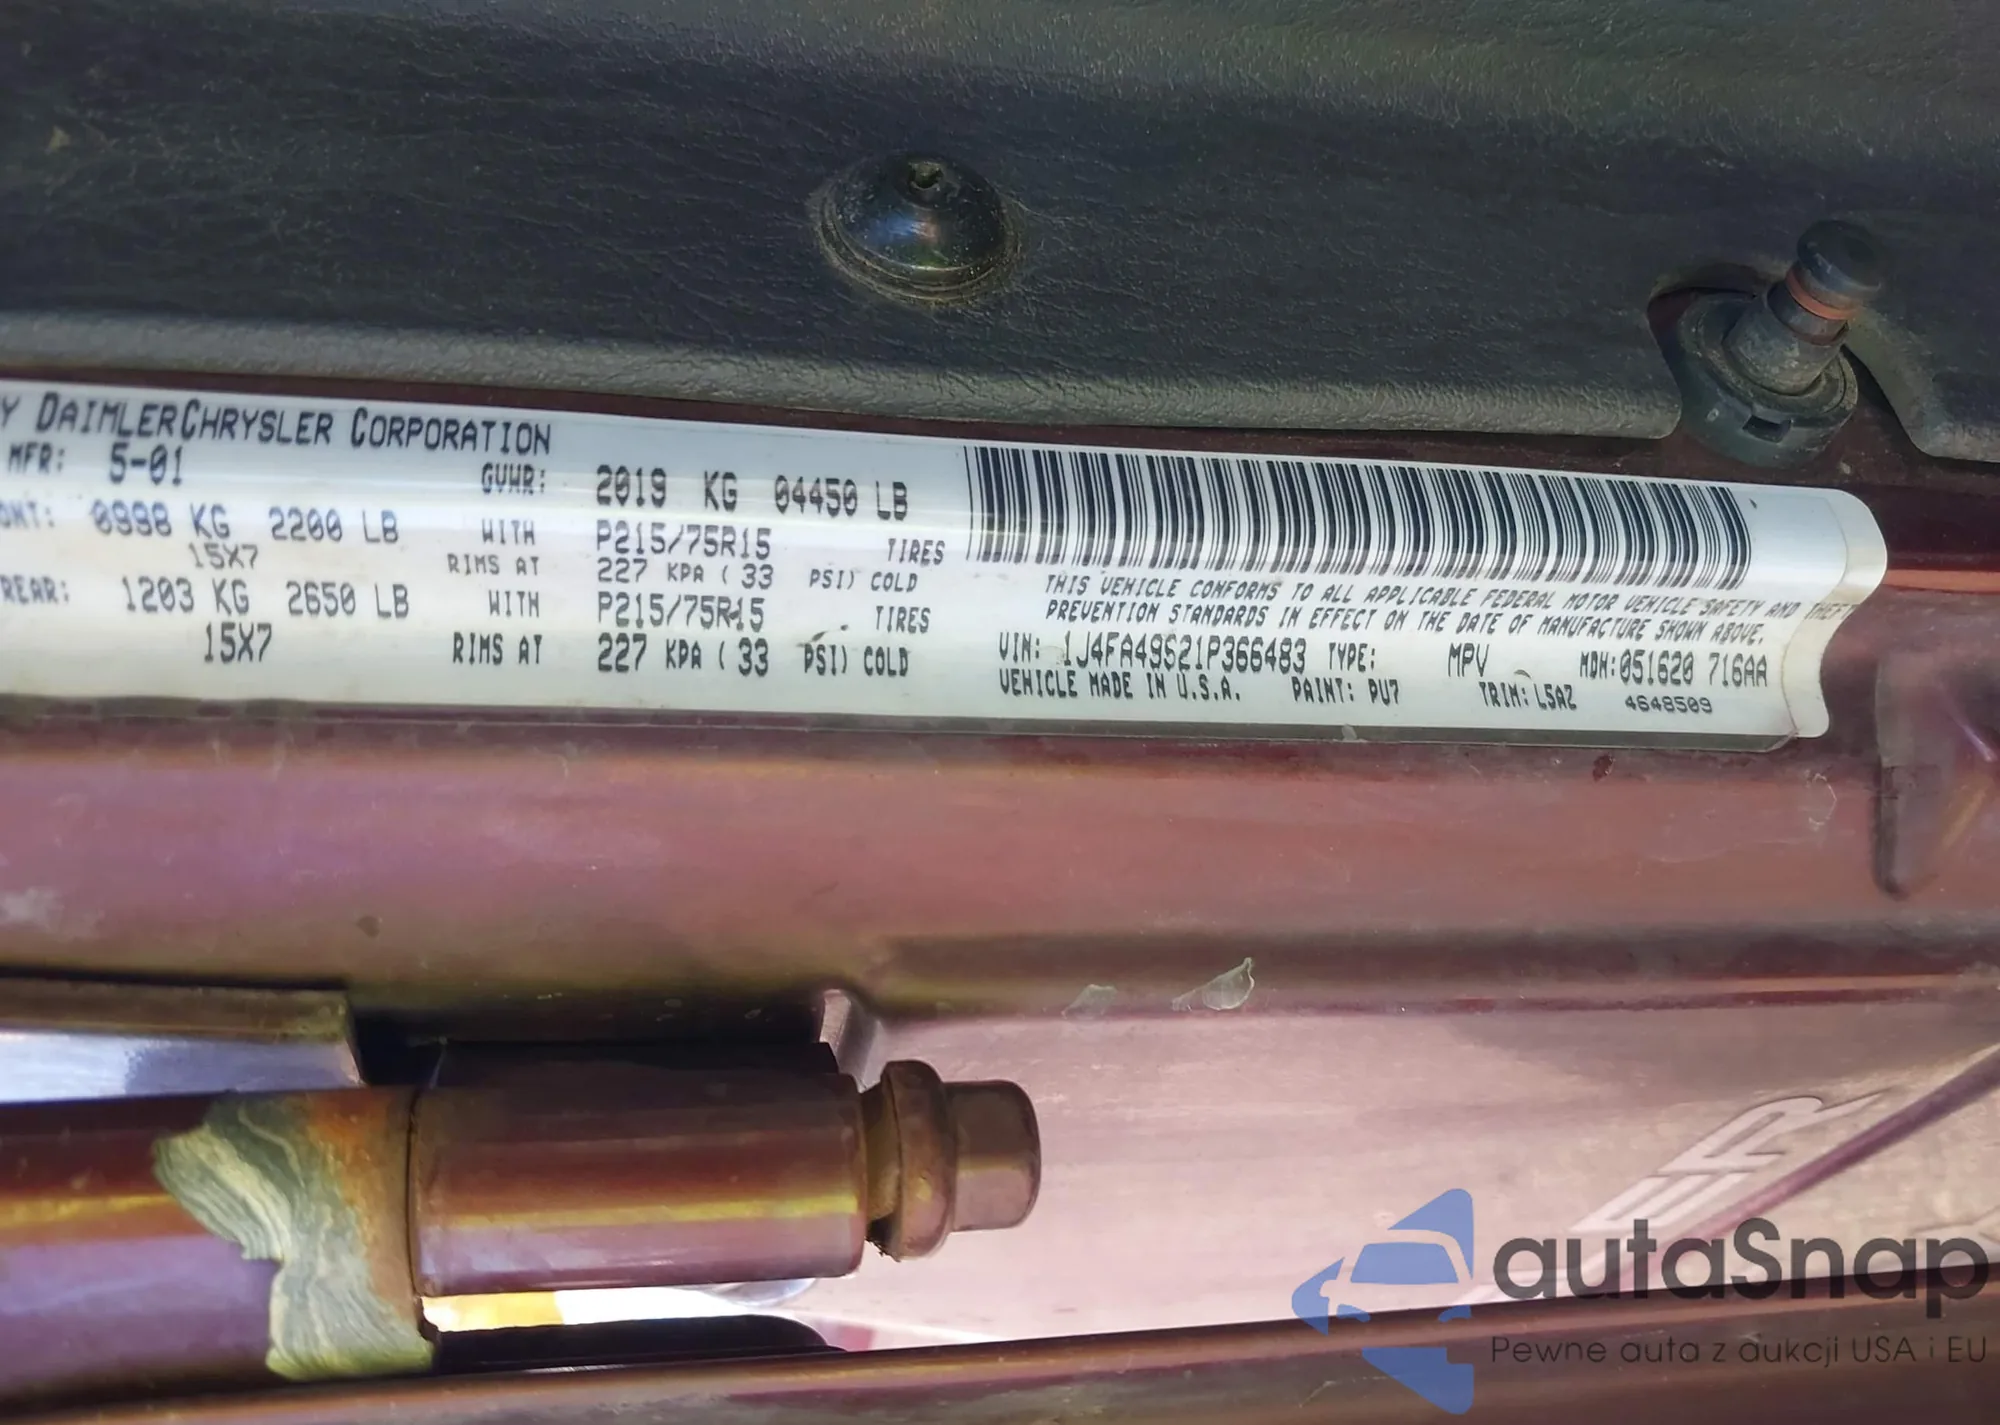 Y DAIMLERCHRYSLER CORPORATION
MFR: 5-01 GVWR: 2019 KG 04450 LB
ONT: 0998 KG 2200 LB WITH P215/75R15 TIRES
15X7 RIMS AT 227 KPA ( 33 PSI) COLD
REAR: 1203 KG 2650 LB WITH P215/75R15 TIRES
15X7 RIMS AT 227 KPA ( 33 PSI) COLD
THIS VEHICLE CONFORMS TO ALL APPLICABLE FEDERAL MOTOR VEHICLE SAFETY AND THEFT
PREVENTION STANDARDS IN EFFECT ON THE DATE OF MANUFACTURE SHOWN ABOVE.
VIN: 1J4FA49S21P366483 TYPE: MPV MDH:051620 716AA
VEHICLE MADE IN U.S.A. PAINT: PV7 TRIM: L5AZ 4648509
ER
autaSnap
Pewne auta z aukcji USA i EU